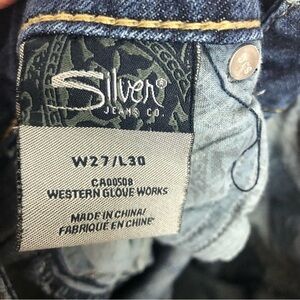 Silver®
JEANS CO.
W27/L30
CA00508
WESTERN GLOVE WORKS
MADE IN CHINA/
FABRIQUÉ EN CHINE